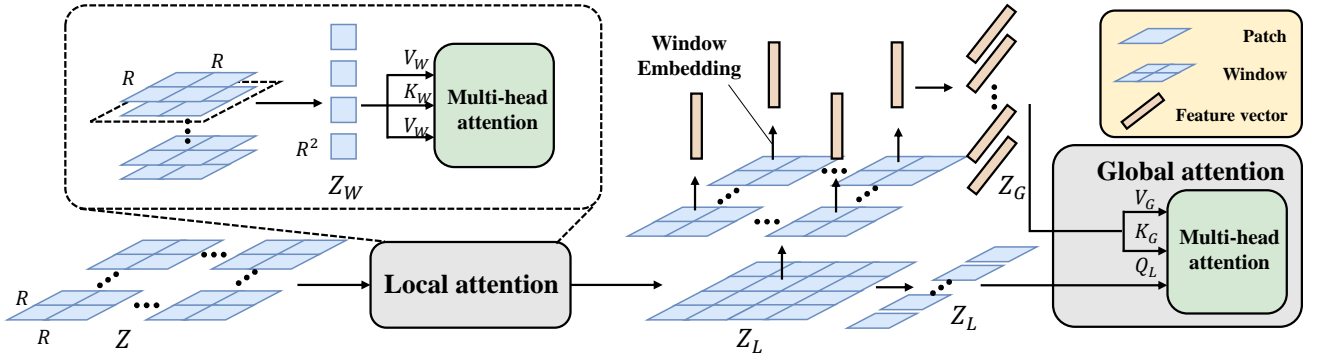 R
R
R²
Z_W
V_W
K_W
V_W
Multi-head
attention
R
R
Z
Local attention
Window
Embedding
Z_L
Z_L
Z_G
Patch
Window
Feature vector
Global attention
V_G
K_G
Q_L
Multi-head
attention